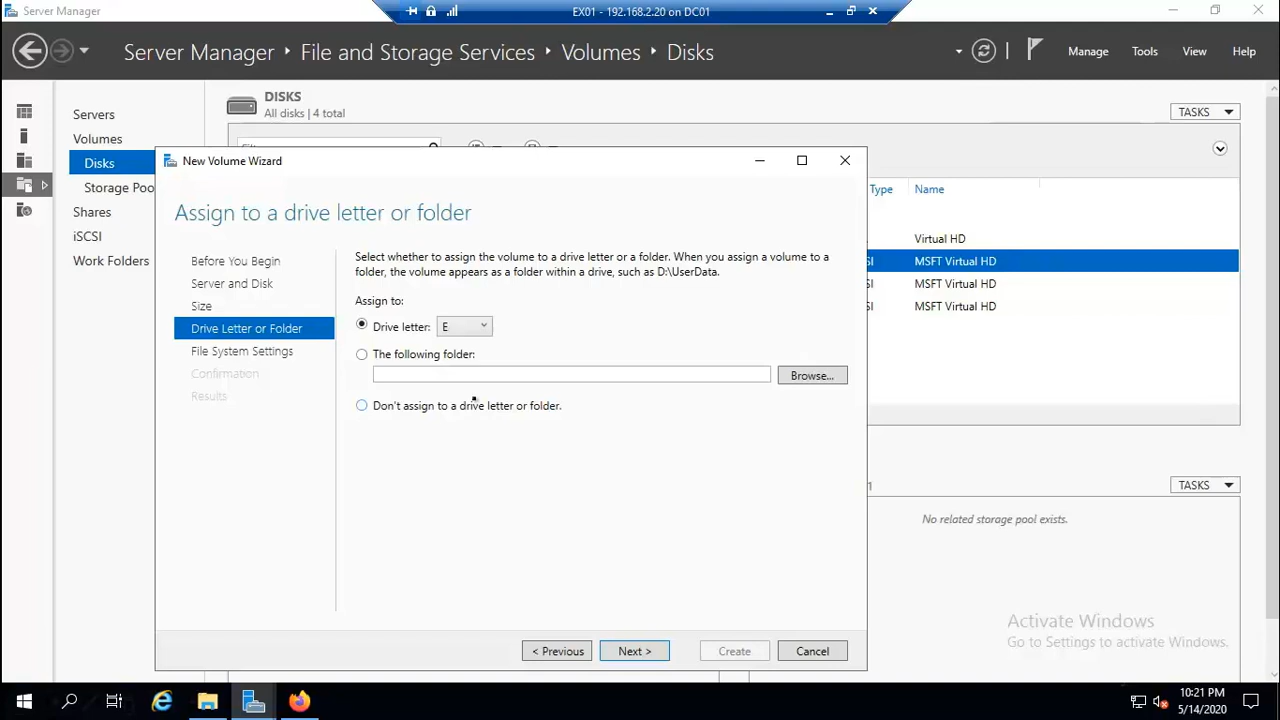 Server Manager
EX01 - 192.168.2.20 on DC01
Server Manager
File and Storage Services
Volumes
Disks
Manage
Tools
View
Help
Servers
Volumes
Disks
Storage Poo
Shares
iSCSI
Work Folders
DISKS
All disks | 4 total
TASKS
Type
Name
Virtual HD
SI
MSFT Virtual HD
SI
MSFT Virtual HD
SI
MSFT Virtual HD
New Volume Wizard
Assign to a drive letter or folder
Before You Begin
Server and Disk
Size
Drive Letter or Folder
File System Settings
Confirmation
Results
Select whether to assign the volume to a drive letter or a folder. When you assign a volume to a
folder, the volume appears as a folder within a drive, such as D:\UserData.
Assign to:
Drive letter:
E
The following folder:
Browse...
Don't assign to a drive letter or folder.
< Previous
Next >
Create
Cancel
1
TASKS
No related storage pool exists.
Activate Windows
Go to Settings to activate Windows.
10:21 PM
5/14/2020